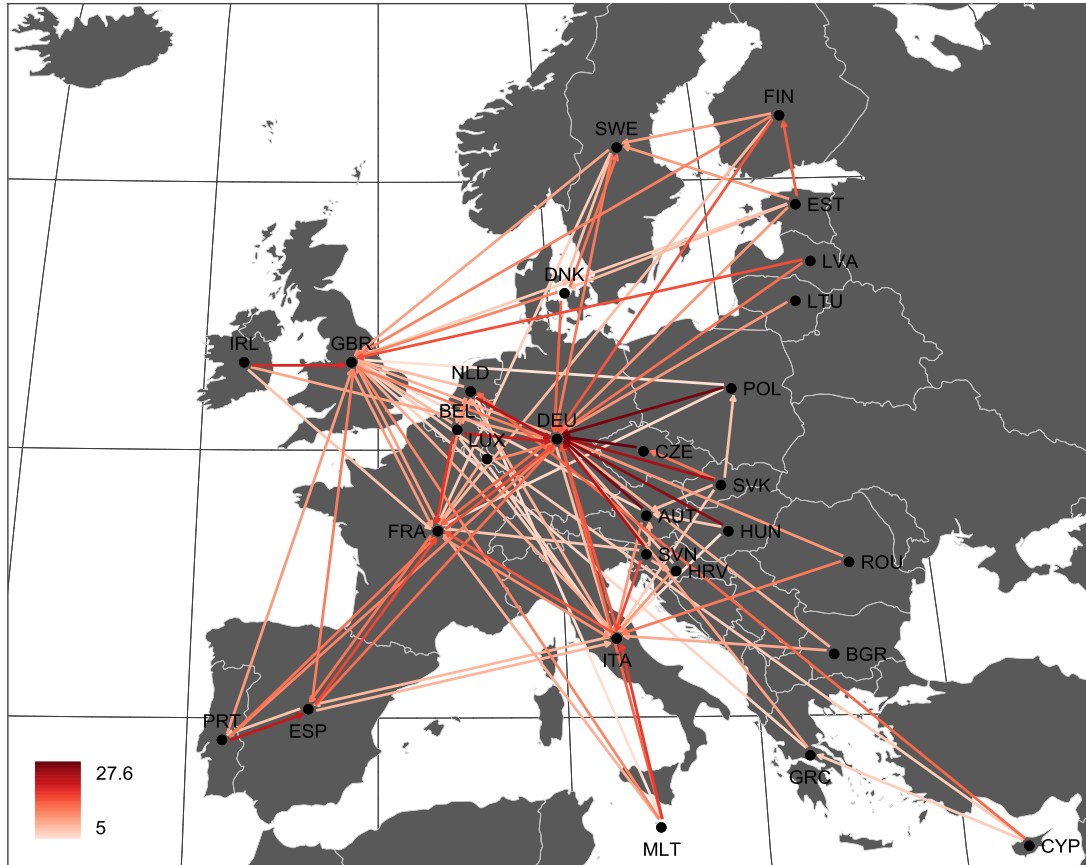 FIN
SWE
EST
LVA
DNK
LTU
IRL
GBR
NLD
POL
BEL
DEU
LUX
CZE
SVK
AUT
FRA
HUN
SVN
ROU
HRV
BGR
ITA
PRT
ESP
27.6
GRC
5
MLT
CYP